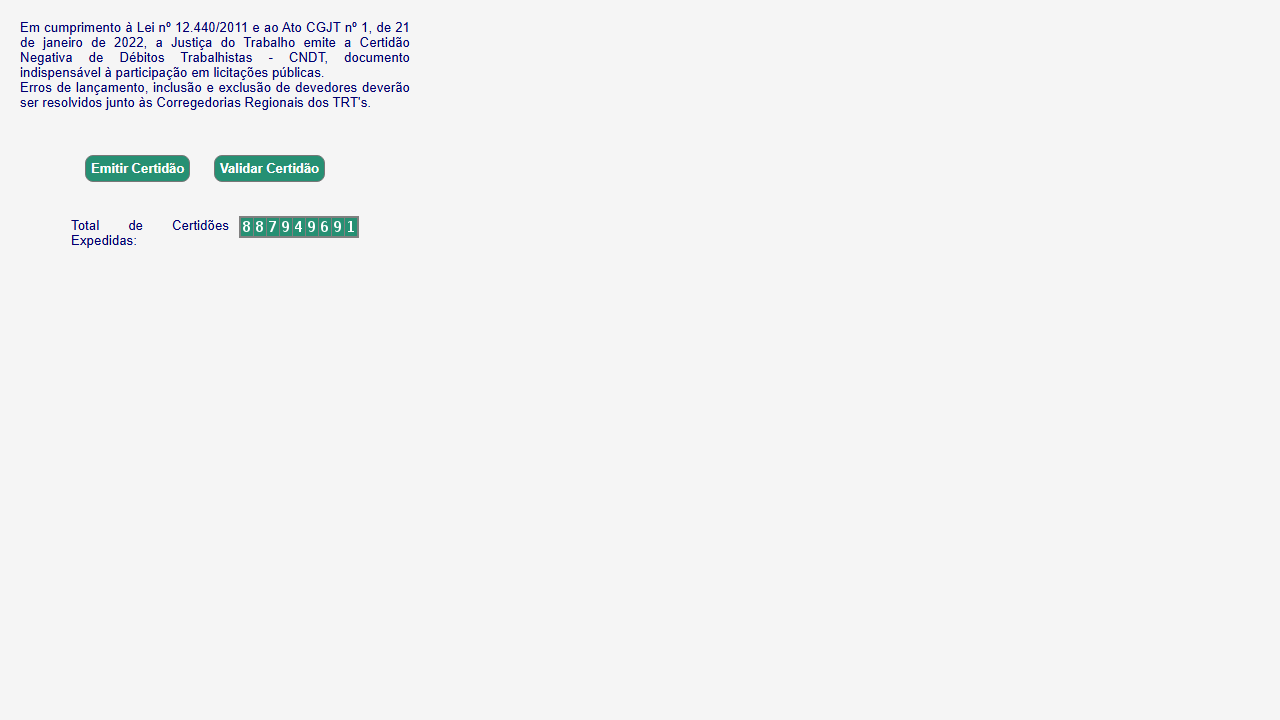 Em cumprimento à Lei nº 12.440/2011 e ao Ato CGJT nº 1, de 21
de janeiro de 2022, a Justiça do Trabalho emite a Certidão
Negativa de Débitos Trabalhistas - CNDT, documento
indispensável à participação em licitações públicas.
Erros de lançamento, inclusão e exclusão de devedores deverão
ser resolvidos junto às Corregedorias Regionais dos TRT's.
Emitir Certidão Validar Certidão
Total de Certidões 887949691
Expedidas: